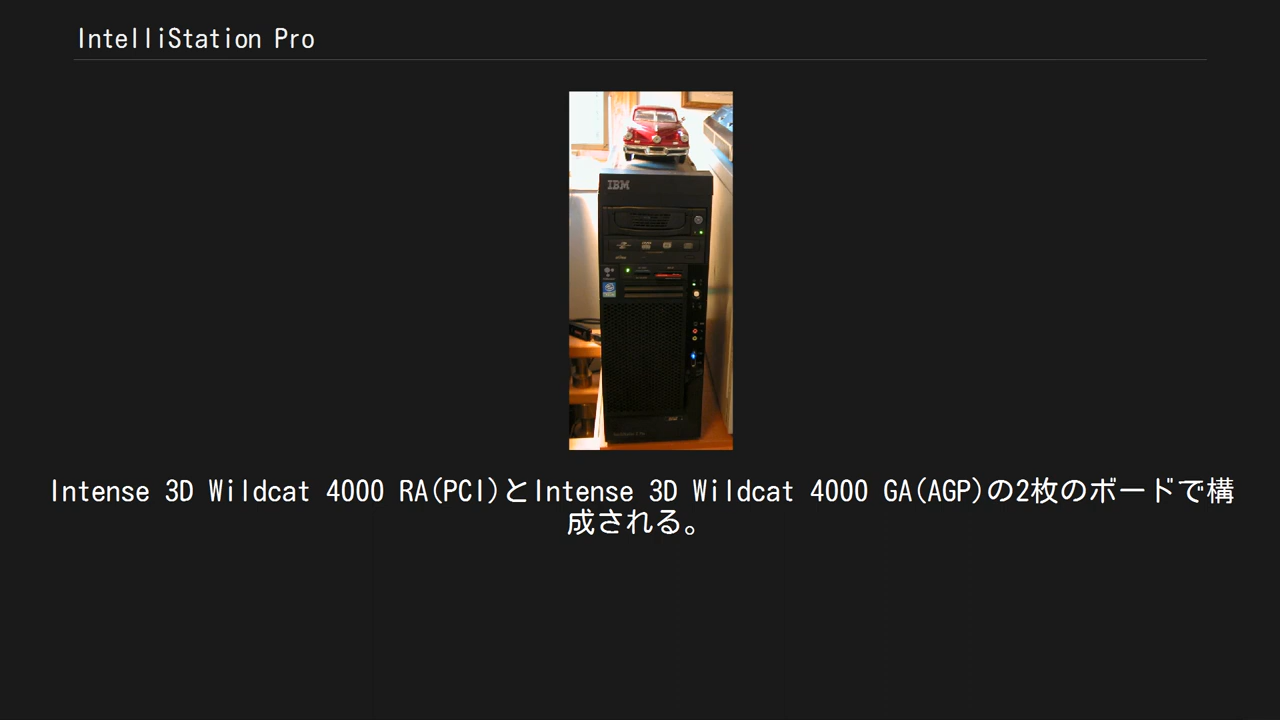 IntelliStation Pro
IBM
Intense 3D Wildcat 4000 RA(PCI)とIntense 3D Wildcat 4000 GA(AGP)の2枚のボードで構
成される。